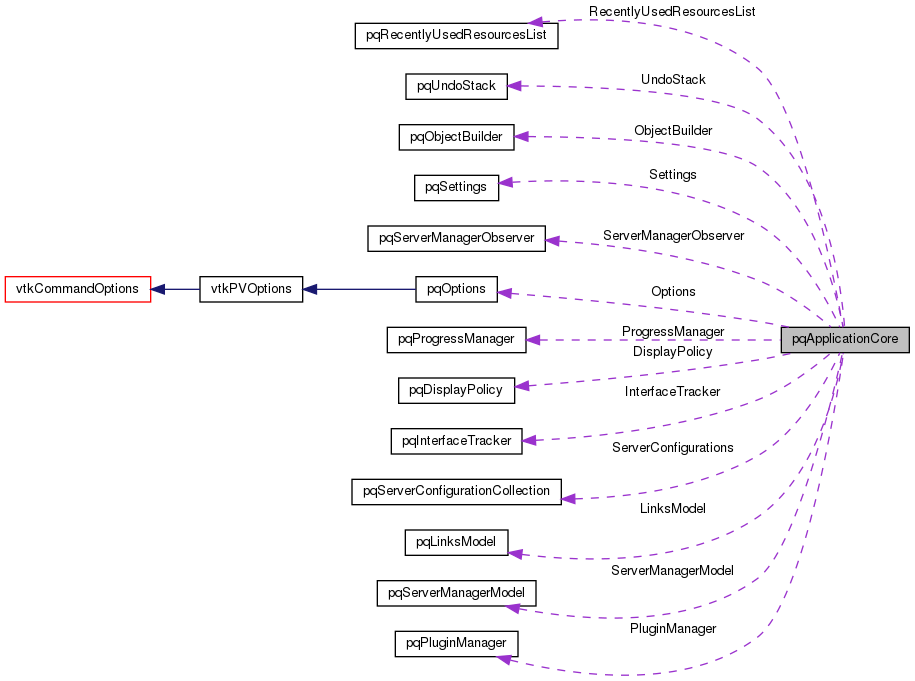 RecentlyUsedResourcesList
pqRecentlyUsedResourcesList
UndoStack
pqUndoStack
ObjectBuilder
pqObjectBuilder
Settings
pqSettings
ServerManagerObserver
pqServerManagerObserver
vtkCommandOptions
vtkPVOptions
pqOptions
Options
ProgressManager
pqProgressManager
pqApplicationCore
DisplayPolicy
pqDisplayPolicy
InterfaceTracker
pqInterfaceTracker
ServerConfigurations
pqServerConfigurationCollection
LinksModel
pqLinksModel
ServerManagerModel
pqServerManagerModel
PluginManager
pqPluginManager